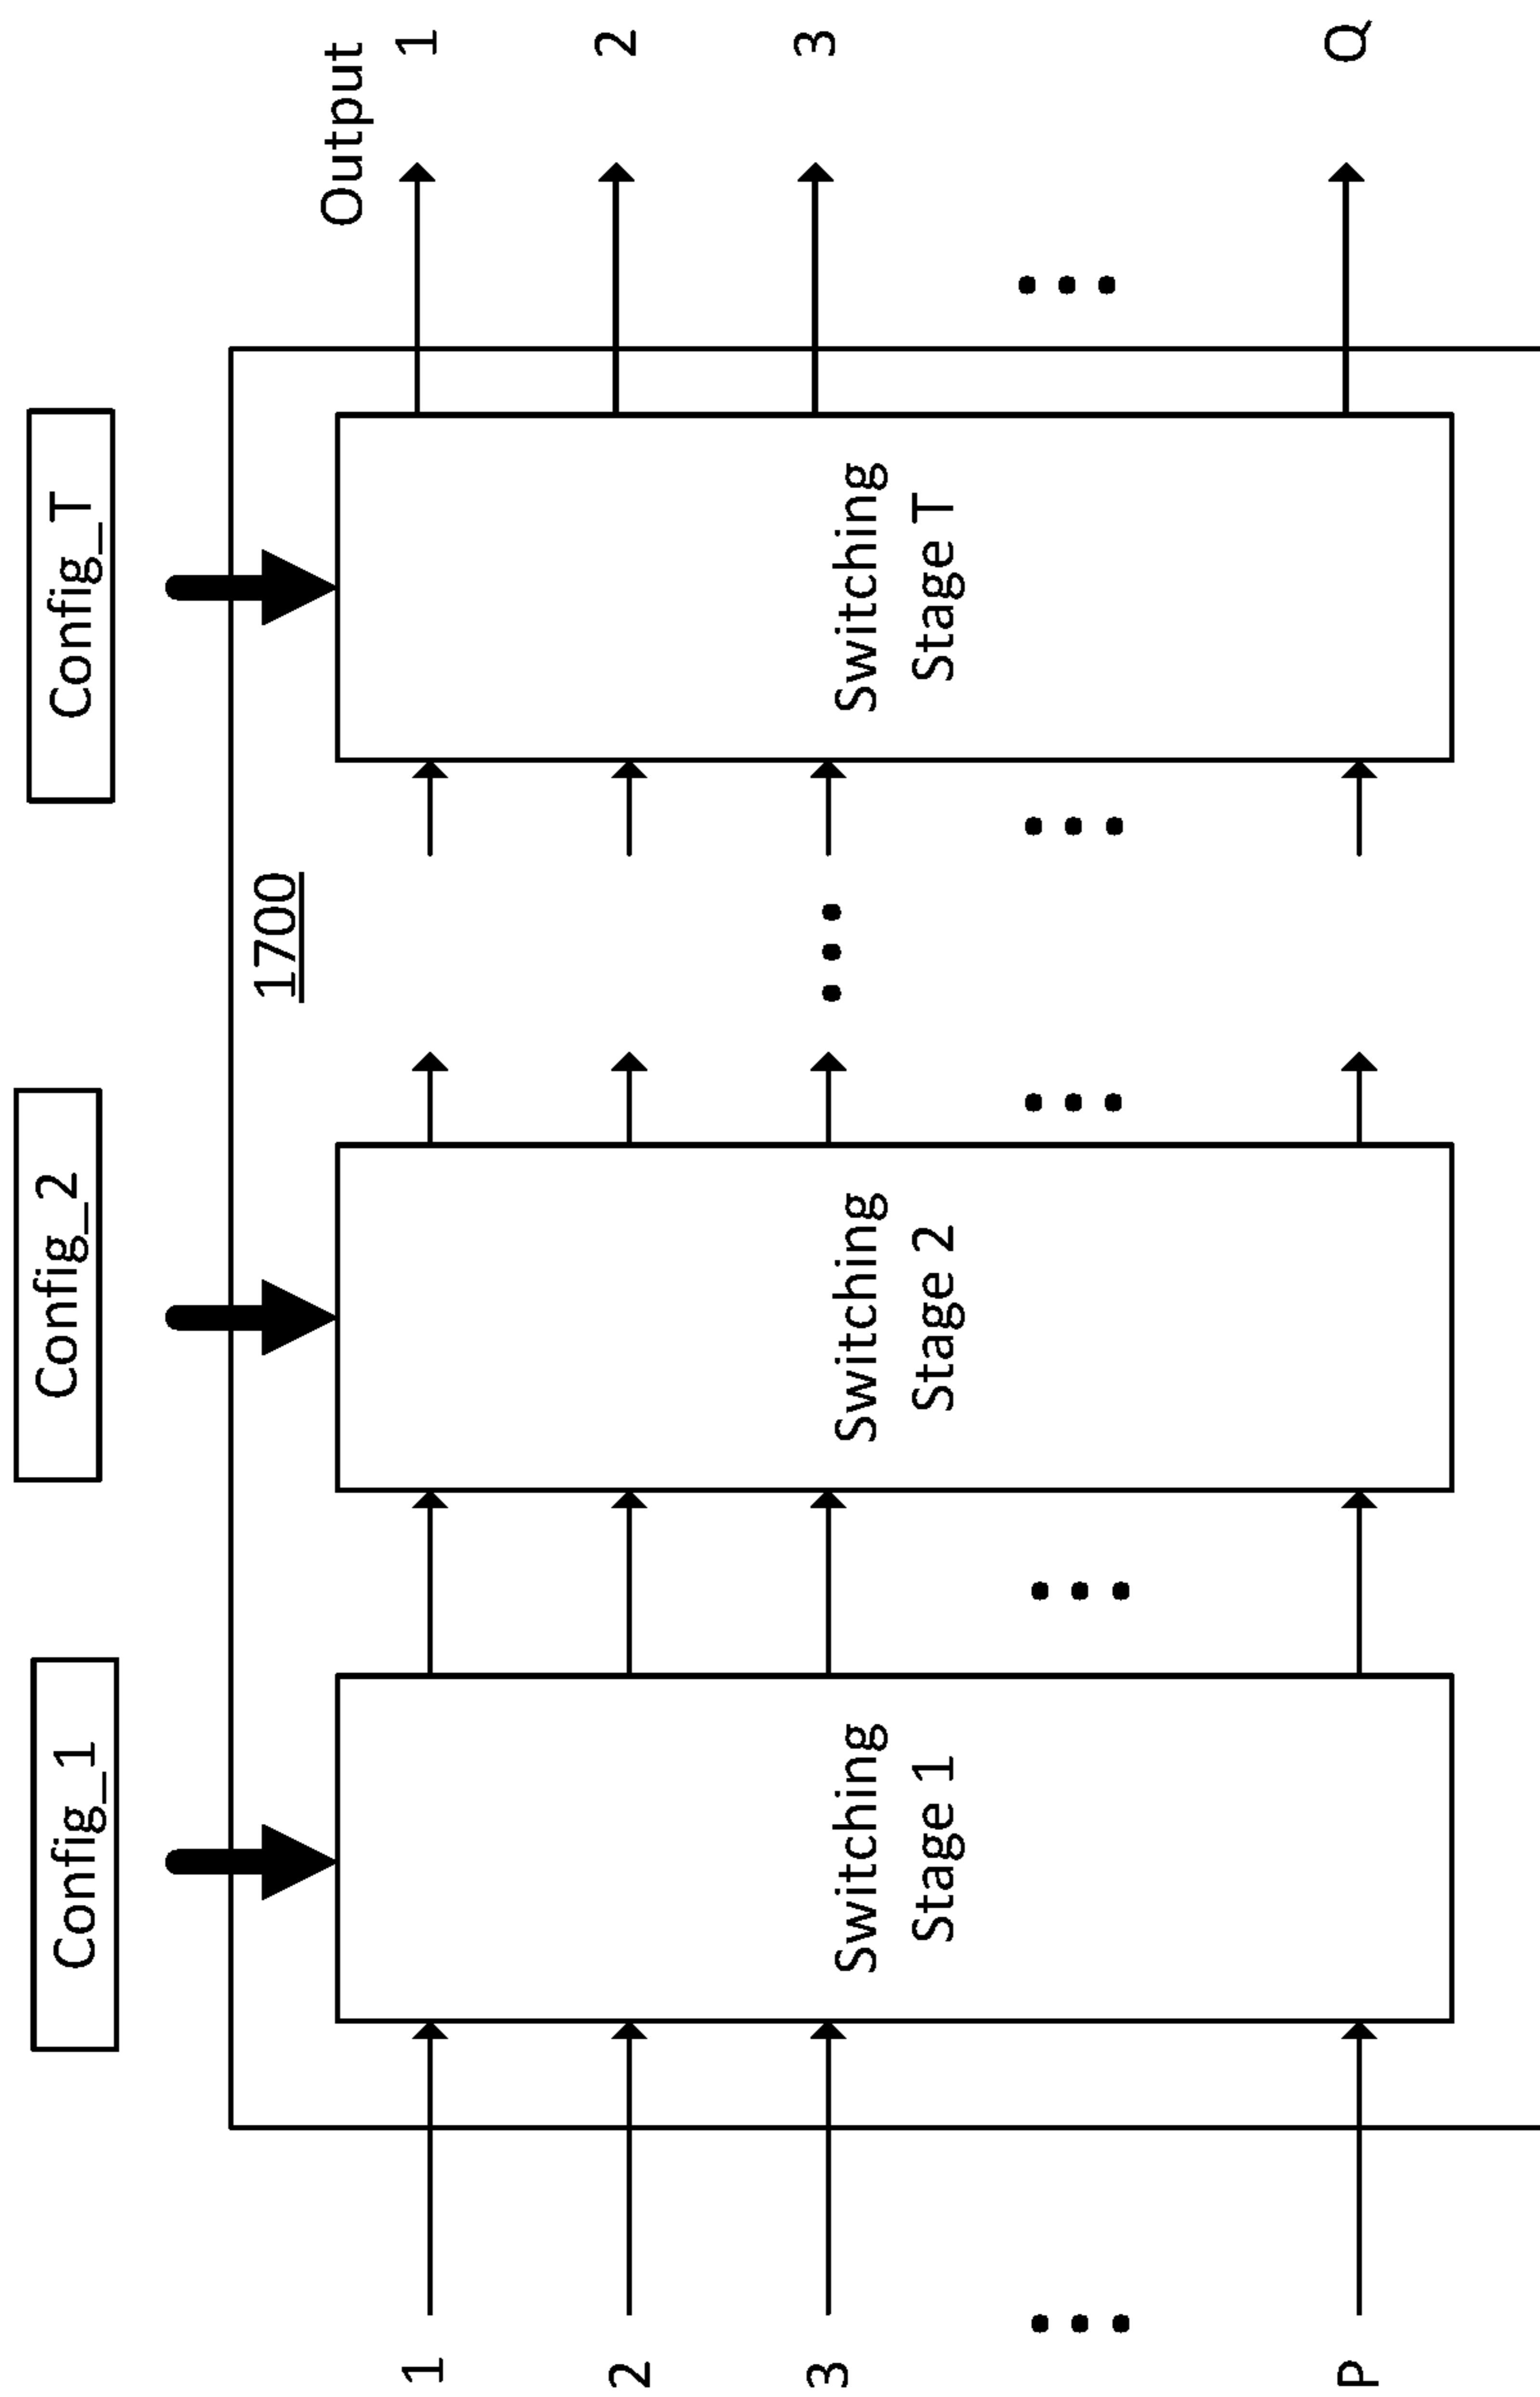 Config_1
Config_2
Config_T
1700
Output
1
2
3
P
Switching
Stage 1
Switching
Stage 2
Switching
Stage T
1
2
3
Q